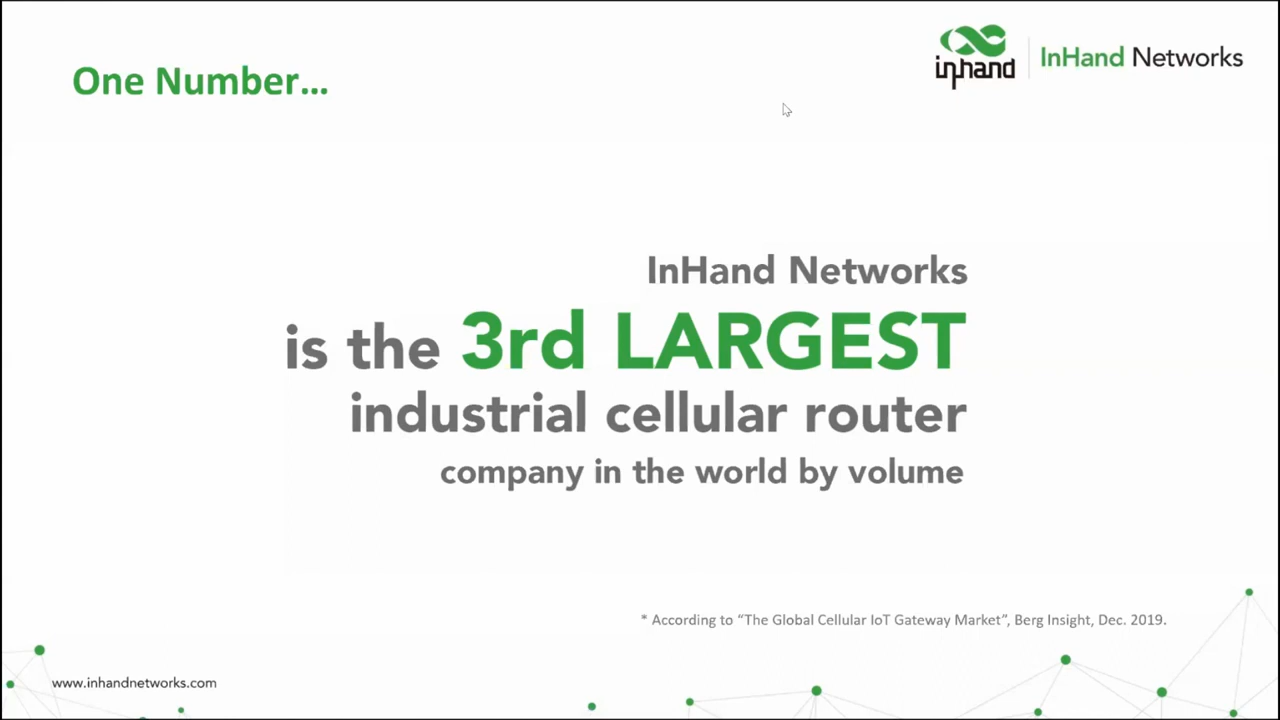 One Number...
inhand
InHand Networks
InHand Networks
is the 3rd LARGEST
industrial cellular router
company in the world by volume
* According to “The Global Cellular IoT Gateway Market”, Berg Insight, Dec. 2019.
www.inhandnetworks.com